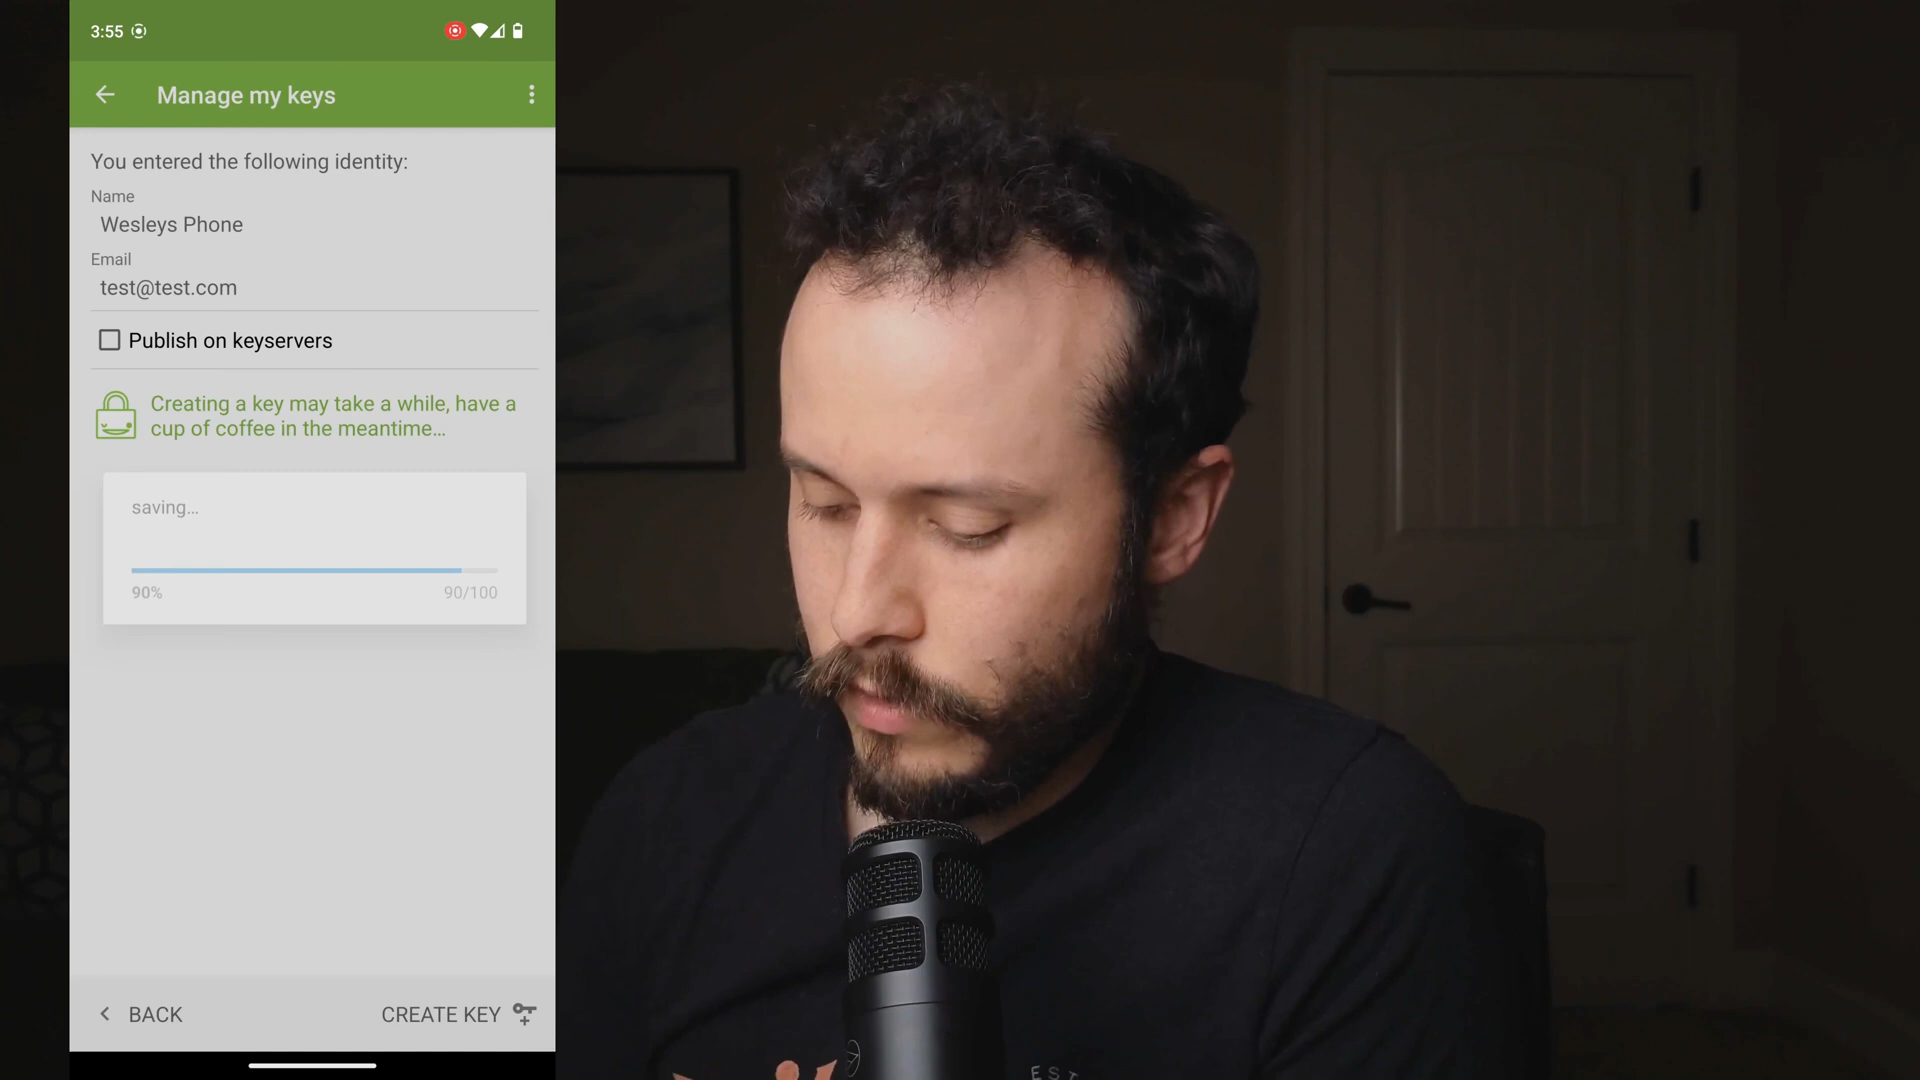 3:55
Manage my keys
You entered the following identity:
Name
Wesleys Phone
Email
test@test.com
Publish on keyservers
Creating a key may take a while, have a
cup of coffee in the meantime…
saving…
90% 90/100
BACK CREATE KEY
EST